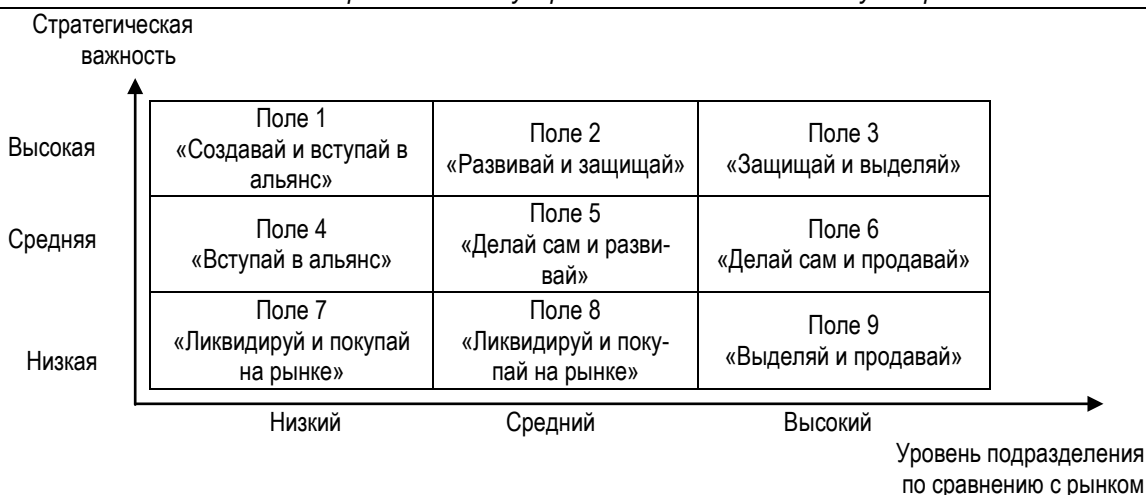 Стратегическая
важность
Высокая
Поле 1
«Создавай и вступай в
альянс»
Поле 2
«Развивай и защищай»
Поле 3
«Защищай и выделяй»
Средняя
Поле 4
«Вступай в альянс»
Поле 5
«Делай сам и разви-
вай»
Поле 6
«Делай сам и продавай»
Низкая
Поле 7
«Ликвидируй и покупай
на рынке»
Поле 8
«Ликвидируй и поку-
пай на рынке»
Поле 9
«Выделяй и продавай»
Низкий
Средний
Высокий
Уровень подразделения
по сравнению с рынком